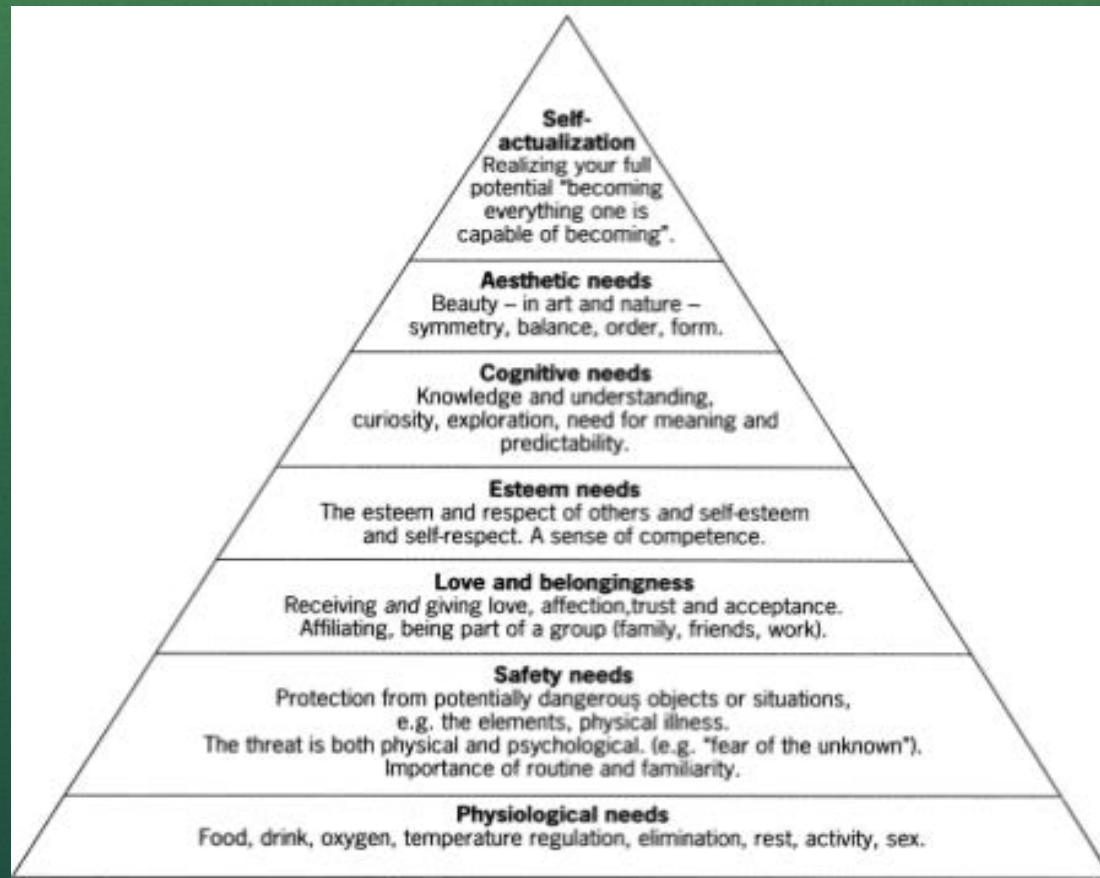 Self-
actualization
Realizing your full
potential "becoming
everything one is
capable of becoming".
Aesthetic needs
Beauty – in art and nature –
symmetry, balance, order, form.
Cognitive needs
Knowledge and understanding,
curiosity, exploration, need for meaning and
predictability.
Esteem needs
The esteem and respect of others and self-esteem
and self-respect. A sense of competence.
Love and belongingness
Receiving and giving love, affection,trust and acceptance.
Affiliating, being part of a group (family, friends, work).
Safety needs
Protection from potentially dangerous objects or situations,
e.g. the elements, physical illness.
The threat is both physical and psychological. (e.g. "fear of the unknown").
Importance of routine and familiarity.
Physiological needs
Food, drink, oxygen, temperature regulation, elimination, rest, activity, sex.